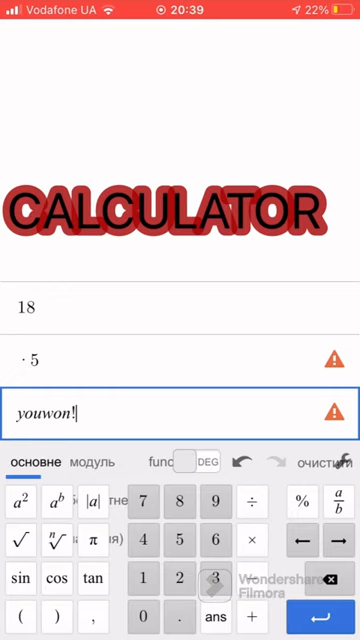 Vodafone UA 20:39 22%
CALCULATOR
18
· 5
youwon!
основне модуль func DEG очистити
a² aᵇ |a| 7 8 9 ÷ % a/b
√ ⁿ√ π 4 5 6 × ← →
sin cos tan 1 2 3 −
( ) , 0 . ans +
Wondershare
Filmora